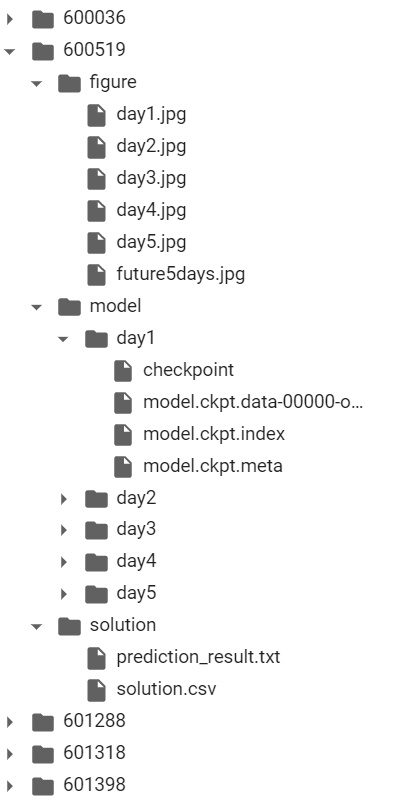 600036
600519
figure
day1.jpg
day2.jpg
day3.jpg
day4.jpg
day5.jpg
future5days.jpg
model
day1
checkpoint
model.ckpt.data-00000-o...
model.ckpt.index
model.ckpt.meta
day2
day3
day4
day5
solution
prediction_result.txt
solution.csv
601288
601318
601398